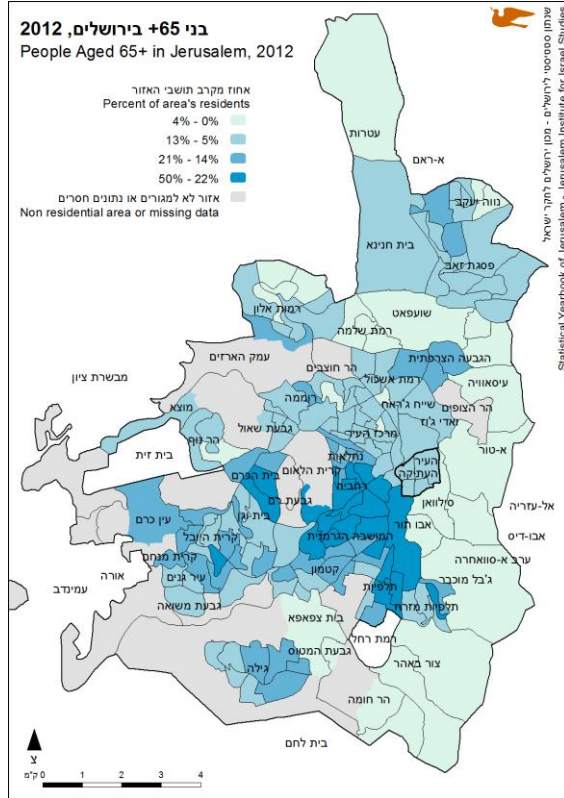 בני 65+ בירושלים, 2012
People Aged 65+ in Jerusalem, 2012
אחוז מקרב תושבי האזור
Percent of area's residents
4% - 0%
13% - 5%
21% - 14%
50% - 22%
אזור לא למגורים או נתונים חסרים
Non residential area or missing data
שנתון סטטיסטי לירושלים - מכון ירושלים לחקר ישראל
Statistical Yearbook of Jerusalem - Jerusalem Institute for Israel Studies
עטרות
א-ראם
נווה יעקב
בית חנינא
פסגת זאב
שועפאט
רמות אלון
רמת שלמה
עמק הארזים
הר חוצבים
הגבעה הצרפתית
מבשרת ציון
רמת אשכול
עיסאוויה
מוצא
רוממה
שייח ג'ראח
הר הצופים
גבעת שאול
ואדי ג'וז
הר נוף
מרכז העיר
א-טור
בית זית
נחלאות
העיר
העתיקה
קרית הלאום
בית הכרם
רחביה
גבעת רם
סילוואן
אל-עזריה
עין כרם
בית וגן
אבו תור
קרית היובל
המושבה הגרמנית
אבו-דיס
קרית מנחם
ערב א-סוואחרה
אורה
קטמון
ג'בל מוכבר
עיר גנים
עמינדב
תלפיות
גבעת משואה
תלפיות מזרח
בית צפאפא
רמת רחל
גבעת המטוס
צור באהר
גילה
הר חומה
בית לחם
צ
ק"מ 0 1 2 3 4